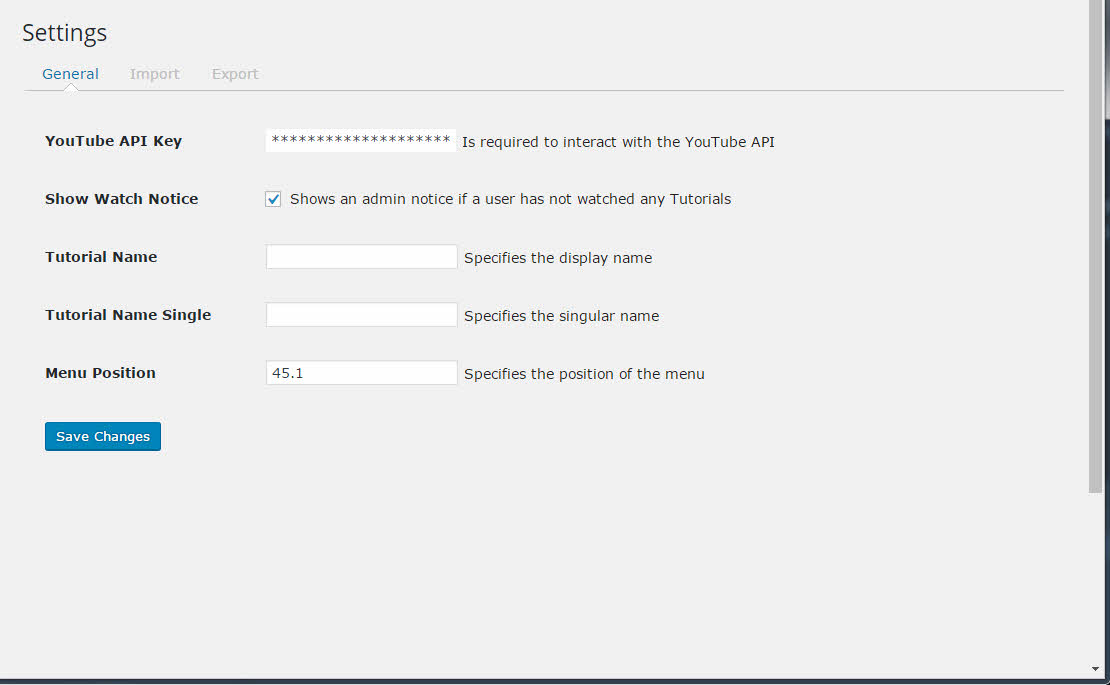 Settings
General Import Export
YouTube API Key ******************** Is required to interact with the YouTube API
Show Watch Notice Shows an admin notice if a user has not watched any Tutorials
Tutorial Name Specifies the display name
Tutorial Name Single Specifies the singular name
Menu Position 45.1 Specifies the position of the menu
Save Changes